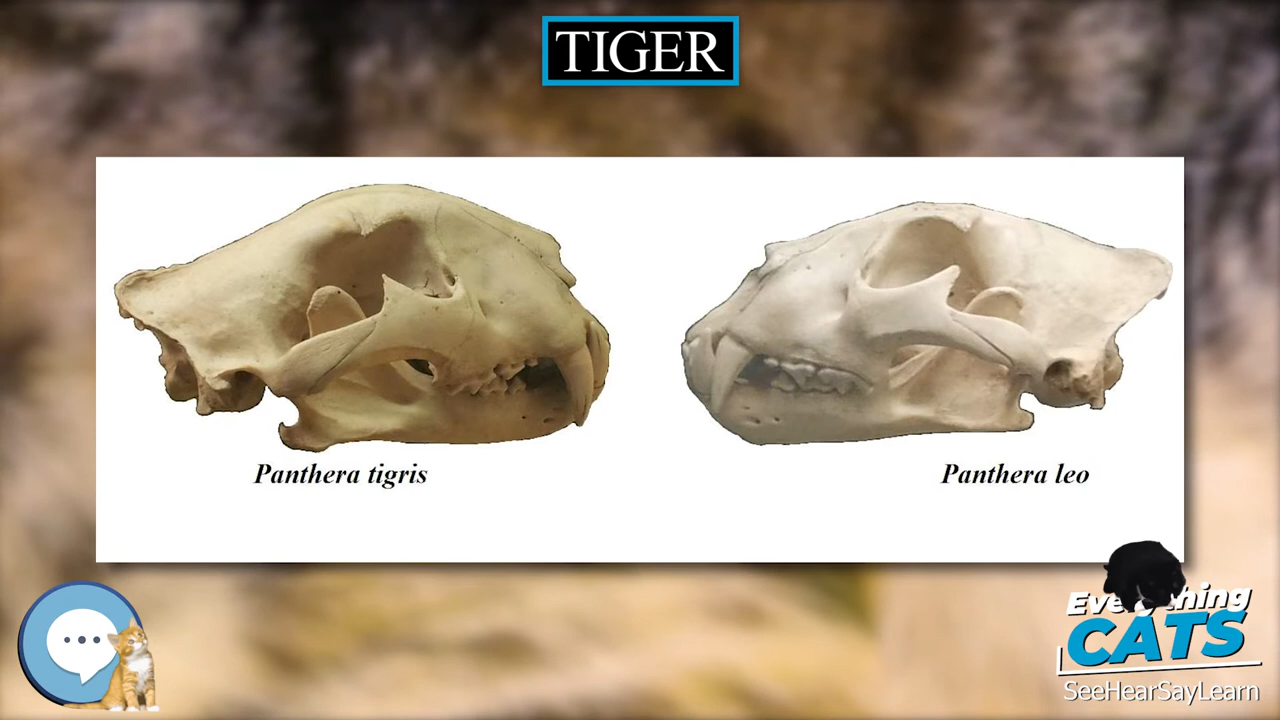 TIGER
Panthera tigris
Panthera leo
Everything
CATS
SeeHearSayLearn